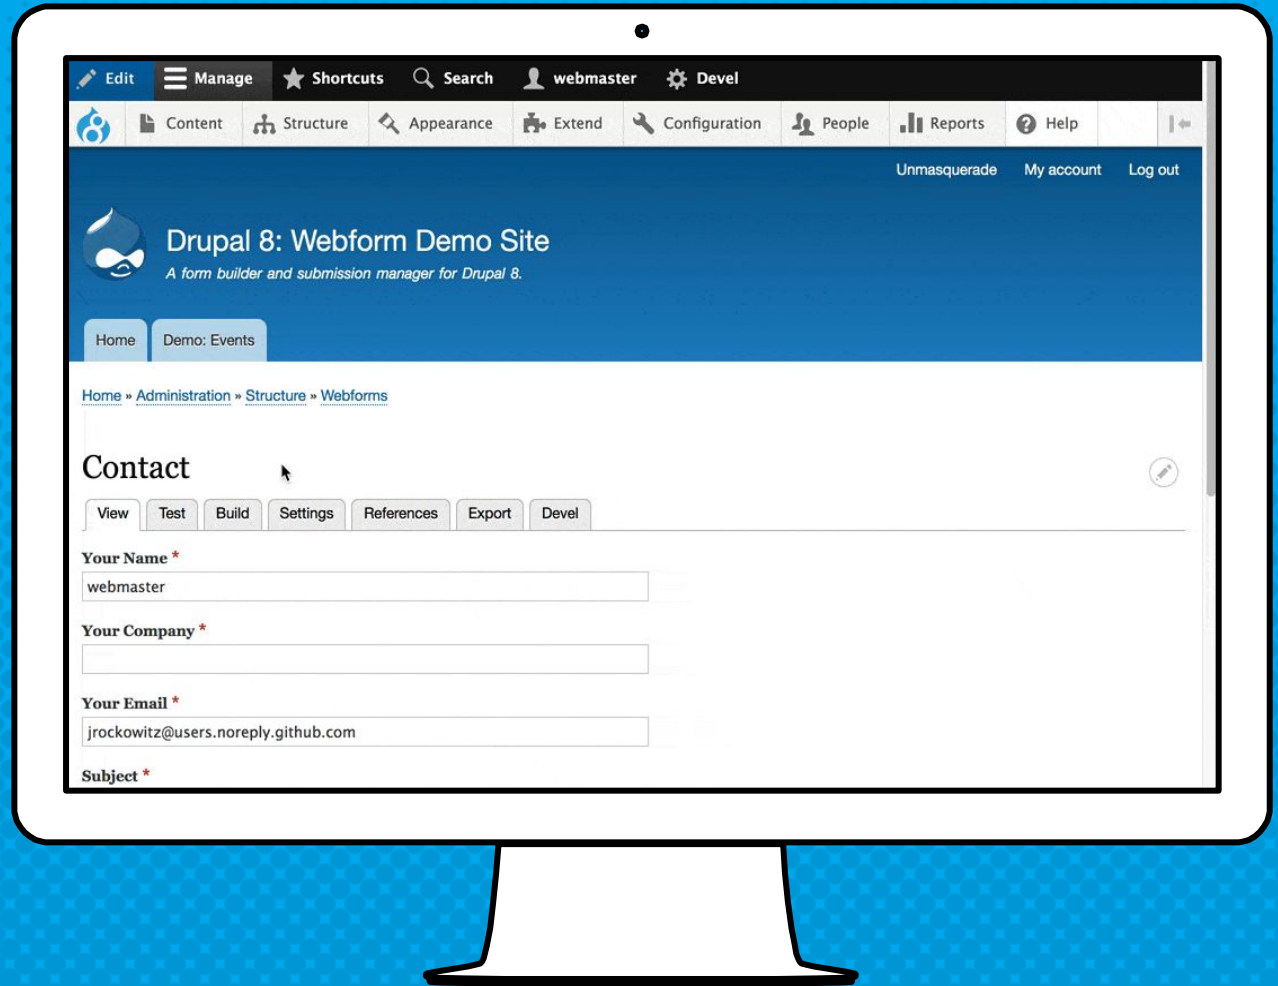 Edit Manage Shortcuts Search webmaster Devel
Content Structure Appearance Extend Configuration People Reports Help
Unmasquerade My account Log out
Drupal 8: Webform Demo Site
A form builder and submission manager for Drupal 8.
Home Demo: Events
Home » Administration » Structure » Webforms
Contact
View Test Build Settings References Export Devel
Your Name *
webmaster
Your Company *
Your Email *
jrockowitz@users.noreply.github.com
Subject *